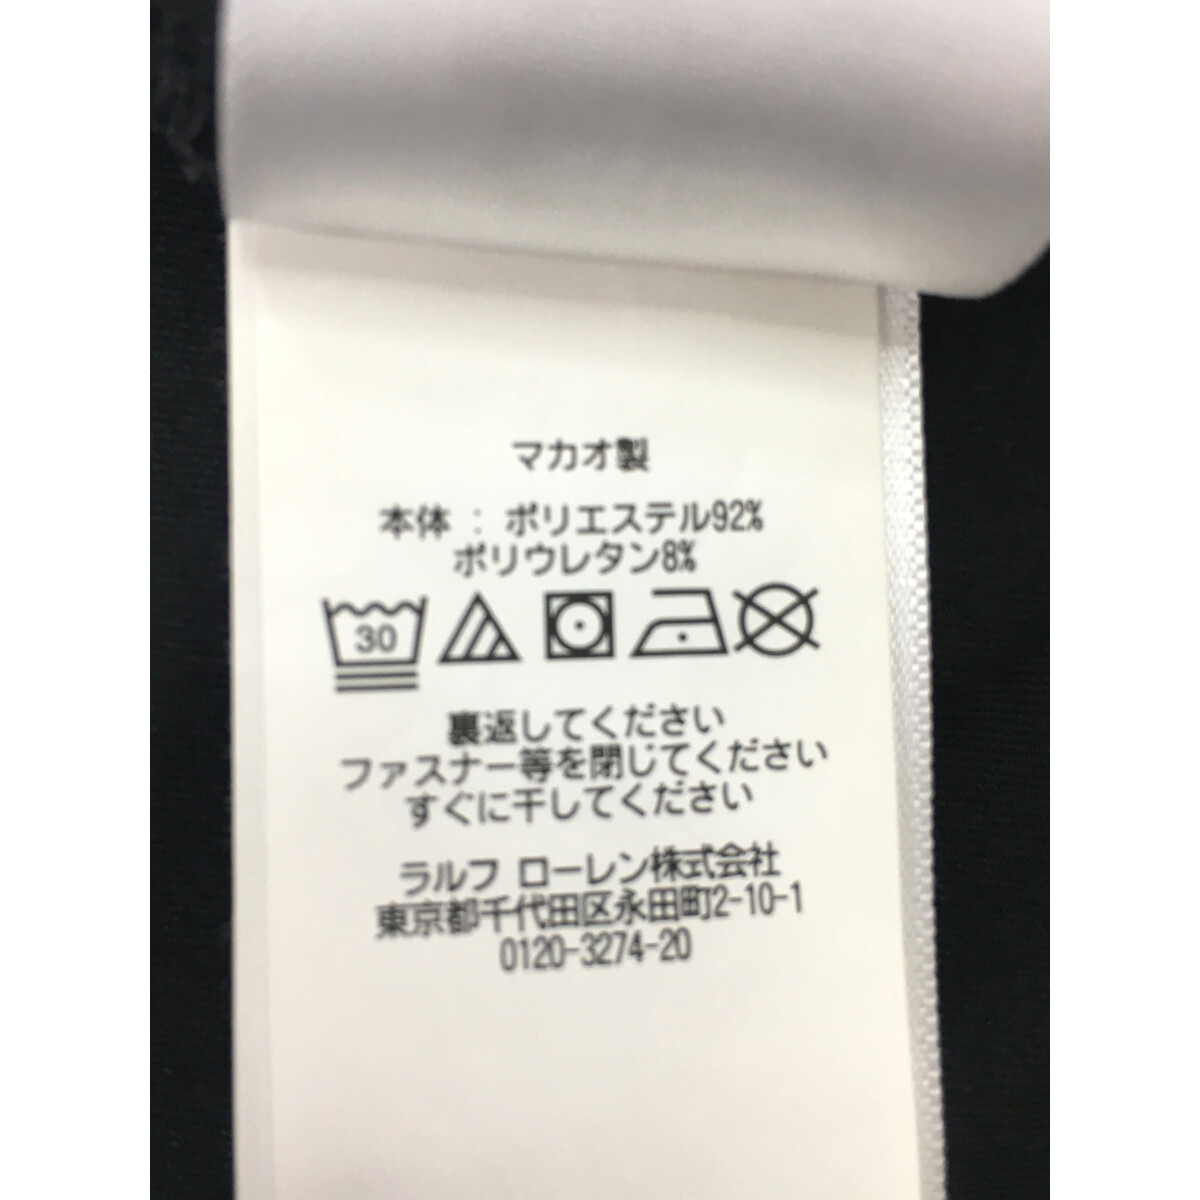 マカオ製
本体 : ポリエステル92%
ポリウレタン8%
30
裏返してください
ファスナー等を閉じてください
すぐに干してください
ラルフ ローレン株式会社
東京都千代田区永田町2-10-1
0120-3274-20